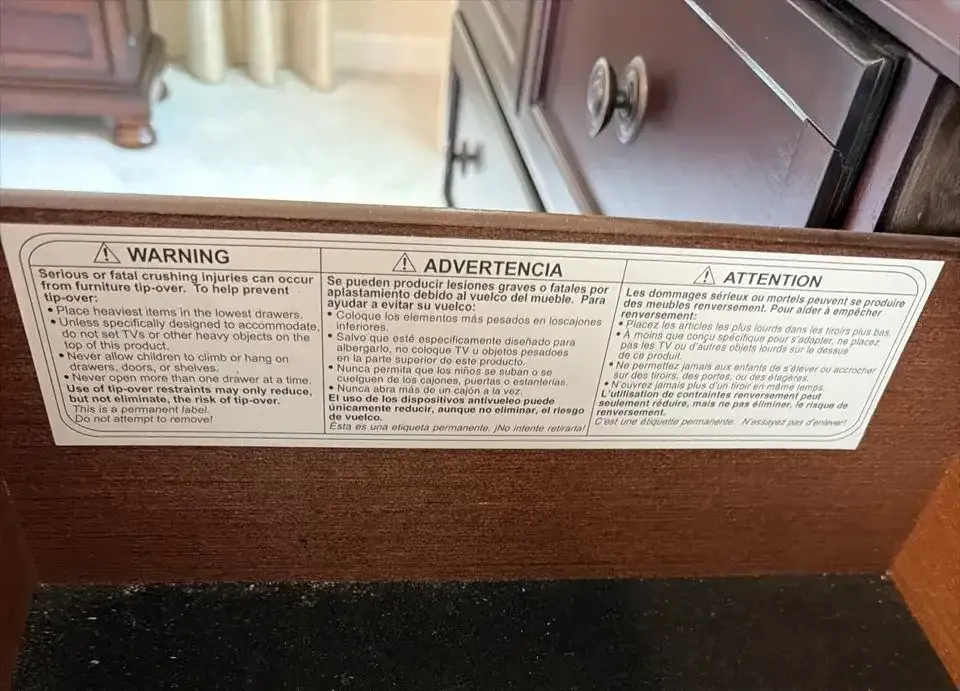 ⚠ WARNING
Serious or fatal crushing injuries can occur
from furniture tip-over. To help prevent
tip-over:
• Place heaviest items in the lowest drawers.
• Unless specifically designed to accommodate,
do not set TVs or other heavy objects on the
top of this product.
• Never allow children to climb or hang on
drawers, doors, or shelves.
• Never open more than one drawer at a time.
Use of tip-over restraints may only reduce,
but not eliminate, the risk of tip-over.
This is a permanent label.
Do not attempt to remove!
⚠ ADVERTENCIA
Se pueden producir lesiones graves o fatales por
aplastamiento debido al vuelco del mueble. Para
ayudar a evitar su vuelco:
• Coloque los elementos más pesados en loscajones
inferiores.
• Salvo que esté específicamente diseñado para
albergarlo, no coloque TV u objetos pesadoes
en la parte superior de este producto.
• Nunca permita que los niños se suban o se
cuelguen de los cajones, puertas o estanterías.
• Nunca abra más de un cajón a la vez.
El uso de los dispositivos antivueleo puede
únicamente reducir, aunque no eliminar, el riesgo
de vuelco.
Esta es una etiqueta permanente. ¡No intente retirarla!
⚠ ATTENTION
Les dommages sérieux ou mortels peuvent se produire
des meubles renversement. Pour aider à empêcher
renversement:
• Placez les articles les plus lourds dans les tiroirs plus bas.
• À moins que conçu spécifique pour s'adapter, ne placez
pas les TV ou d'autres objets lourds sur le dessus
de ce produit.
• Ne permettez jamais aux enfants de s'élever ou accrocher
sur des tiroirs, des portes, ou des étagères.
• N'ouvrez jamais plus d'un tiroir en même temps.
L'utilisation de contraintes renversement peut
seulement réduire, mais ne pas éliminer, le risque de
renversement.
C'est une étiquette permanente. N'essayez pas d'enlever!